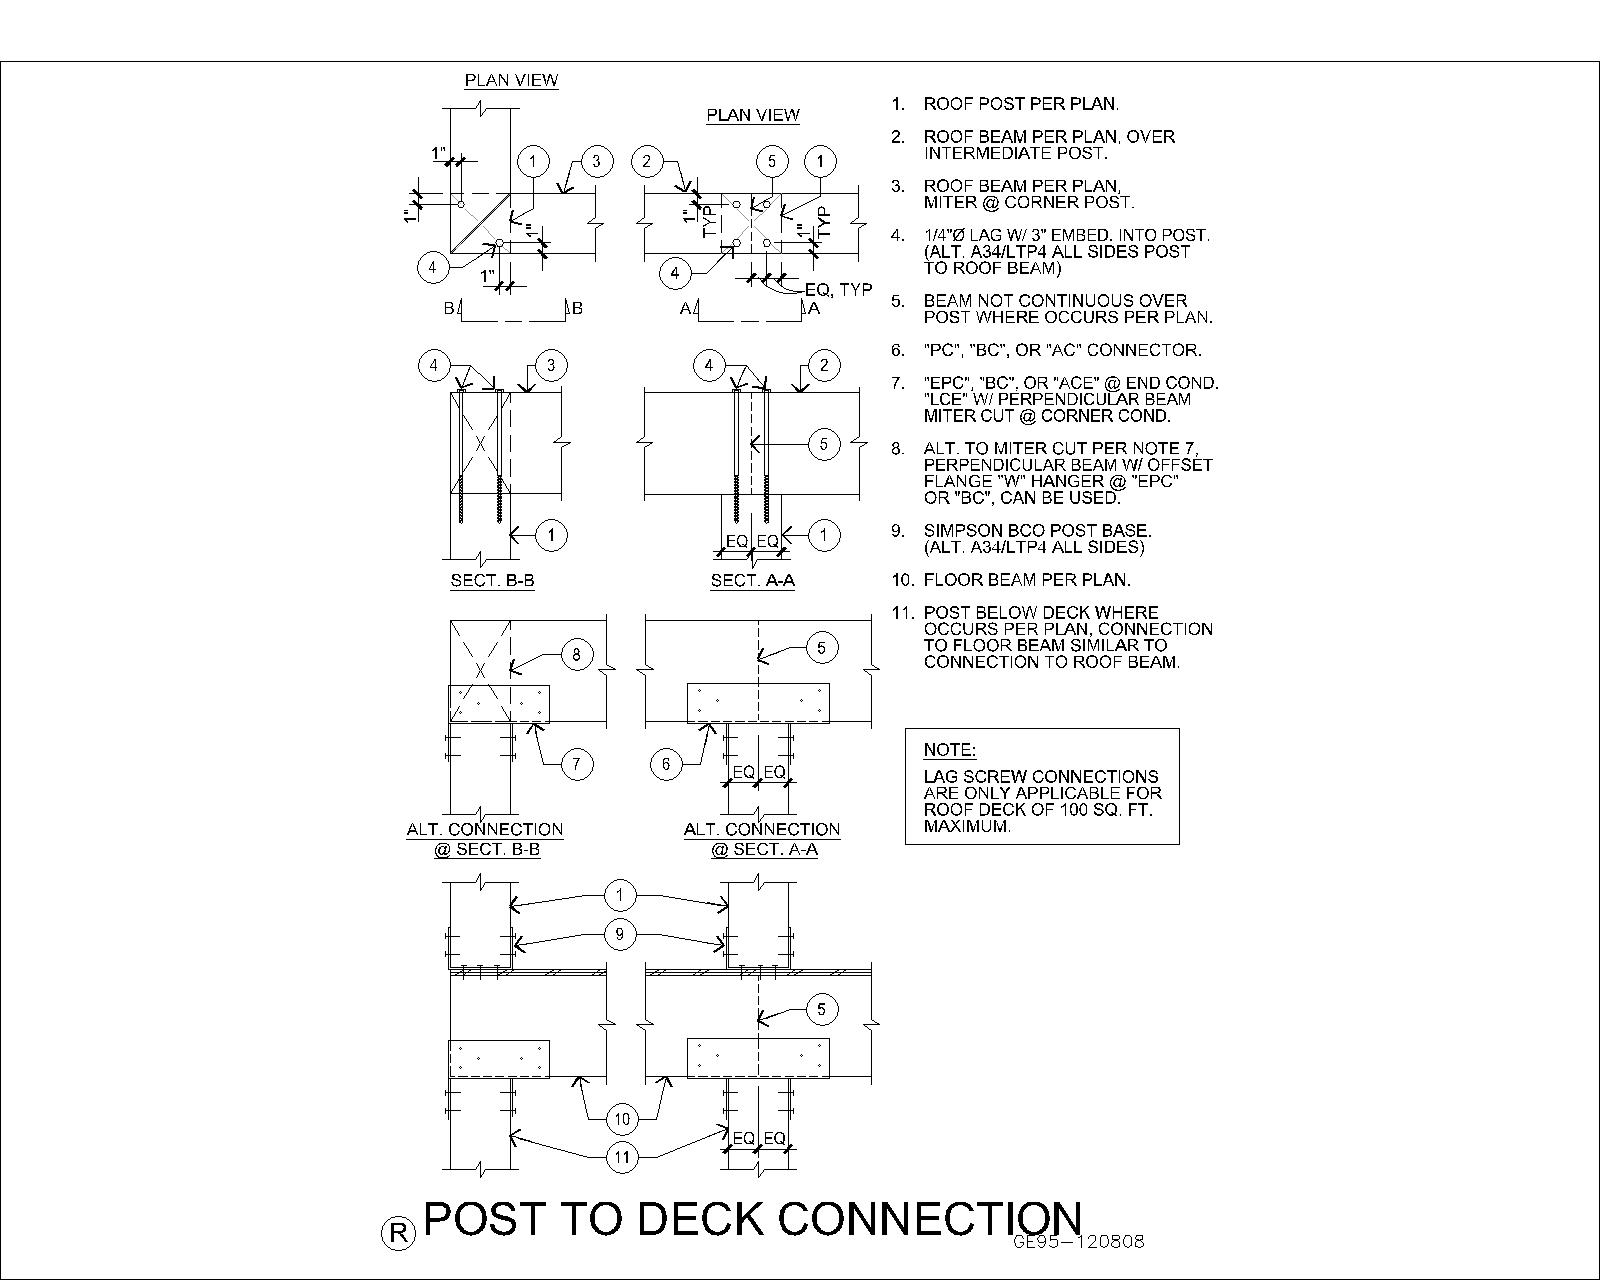 PLAN VIEW
PLAN VIEW
1"
1
3
2
5
1
1"
1"
1"
TYP
1"
TYP
4
1"
4
EQ, TYP
B
B
A
A
4
3
4
2
5
1
EQ
EQ
1
SECT. B-B
SECT. A-A
8
5
7
6
EQ
EQ
ALT. CONNECTION
@ SECT. B-B
ALT. CONNECTION
@ SECT. A-A
1
9
5
10
EQ
EQ
11
1. ROOF POST PER PLAN.
2. ROOF BEAM PER PLAN, OVER
INTERMEDIATE POST.
3. ROOF BEAM PER PLAN,
MITER @ CORNER POST.
4. 1/4"Ø LAG W/ 3" EMBED. INTO POST.
(ALT. A34/LTP4 ALL SIDES POST
TO ROOF BEAM)
5. BEAM NOT CONTINUOUS OVER
POST WHERE OCCURS PER PLAN.
6. "PC", "BC", OR "AC" CONNECTOR.
7. "EPC", "BC", OR "ACE" @ END COND.
"LCE" W/ PERPENDICULAR BEAM
MITER CUT @ CORNER COND.
8. ALT. TO MITER CUT PER NOTE 7,
PERPENDICULAR BEAM W/ OFFSET
FLANGE "W" HANGER @ "EPC"
OR "BC", CAN BE USED.
9. SIMPSON BCO POST BASE.
(ALT. A34/LTP4 ALL SIDES)
10. FLOOR BEAM PER PLAN.
11. POST BELOW DECK WHERE
OCCURS PER PLAN, CONNECTION
TO FLOOR BEAM SIMILAR TO
CONNECTION TO ROOF BEAM.
NOTE:
LAG SCREW CONNECTIONS
ARE ONLY APPLICABLE FOR
ROOF DECK OF 100 SQ. FT.
MAXIMUM.
R POST TO DECK CONNECTION
GE95-120808